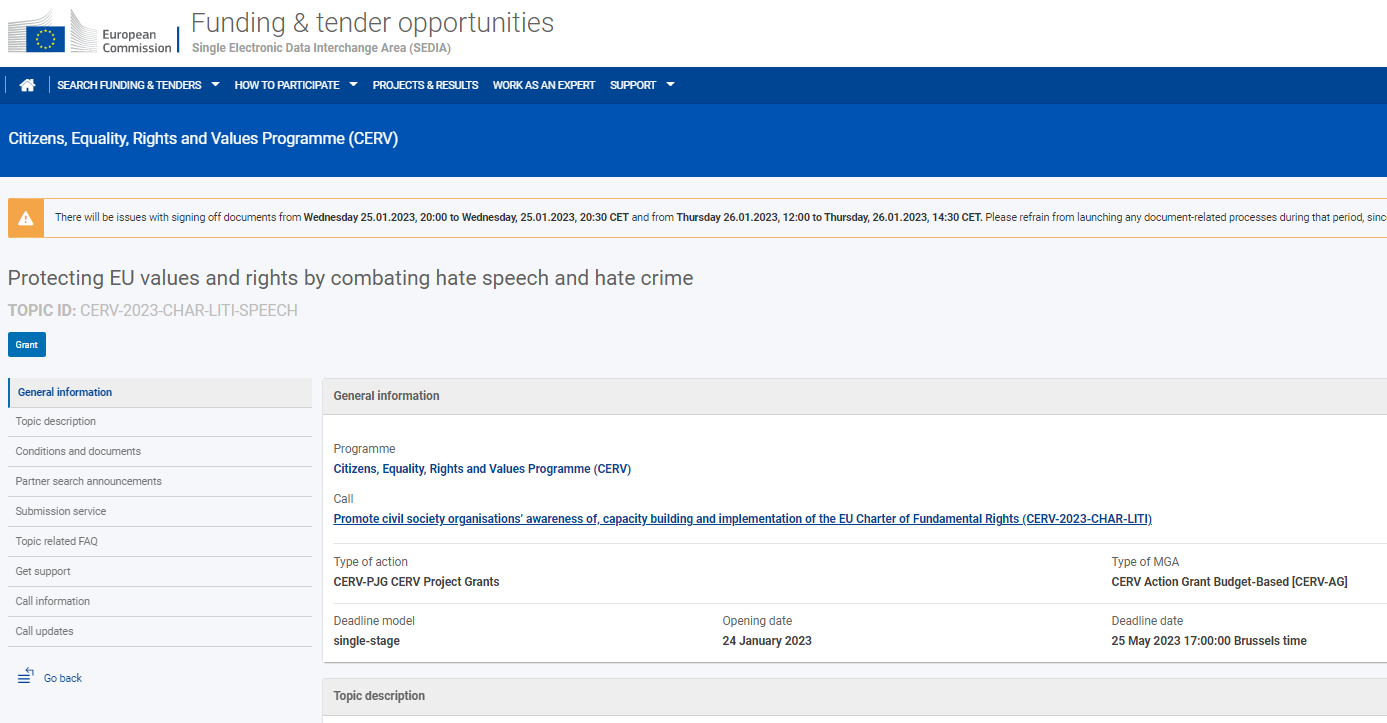 European
Commission
Funding & tender opportunities
Single Electronic Data Interchange Area (SEDIA)
SEARCH FUNDING & TENDERS HOW TO PARTICIPATE PROJECTS & RESULTS WORK AS AN EXPERT SUPPORT
Citizens, Equality, Rights and Values Programme (CERV)
There will be issues with signing off documents from Wednesday 25.01.2023, 20:00 to Wednesday, 25.01.2023, 20:30 CET and from Thursday 26.01.2023, 12:00 to Thursday, 26.01.2023, 14:30 CET. Please refrain from launching any document-related processes during that period, sinc
Protecting EU values and rights by combating hate speech and hate crime
TOPIC ID: CERV-2023-CHAR-LITI-SPEECH
Grant
General information
Topic description
Conditions and documents
Partner search announcements
Submission service
Topic related FAQ
Get support
Call information
Call updates
Go back
General information
Programme
Citizens, Equality, Rights and Values Programme (CERV)
Call
Promote civil society organisations' awareness of, capacity building and implementation of the EU Charter of Fundamental Rights (CERV-2023-CHAR-LITI)
Type of action
CERV-PJG CERV Project Grants
Type of MGA
CERV Action Grant Budget-Based [CERV-AG]
Deadline model
single-stage
Opening date
24 January 2023
Deadline date
25 May 2023 17:00:00 Brussels time
Topic description